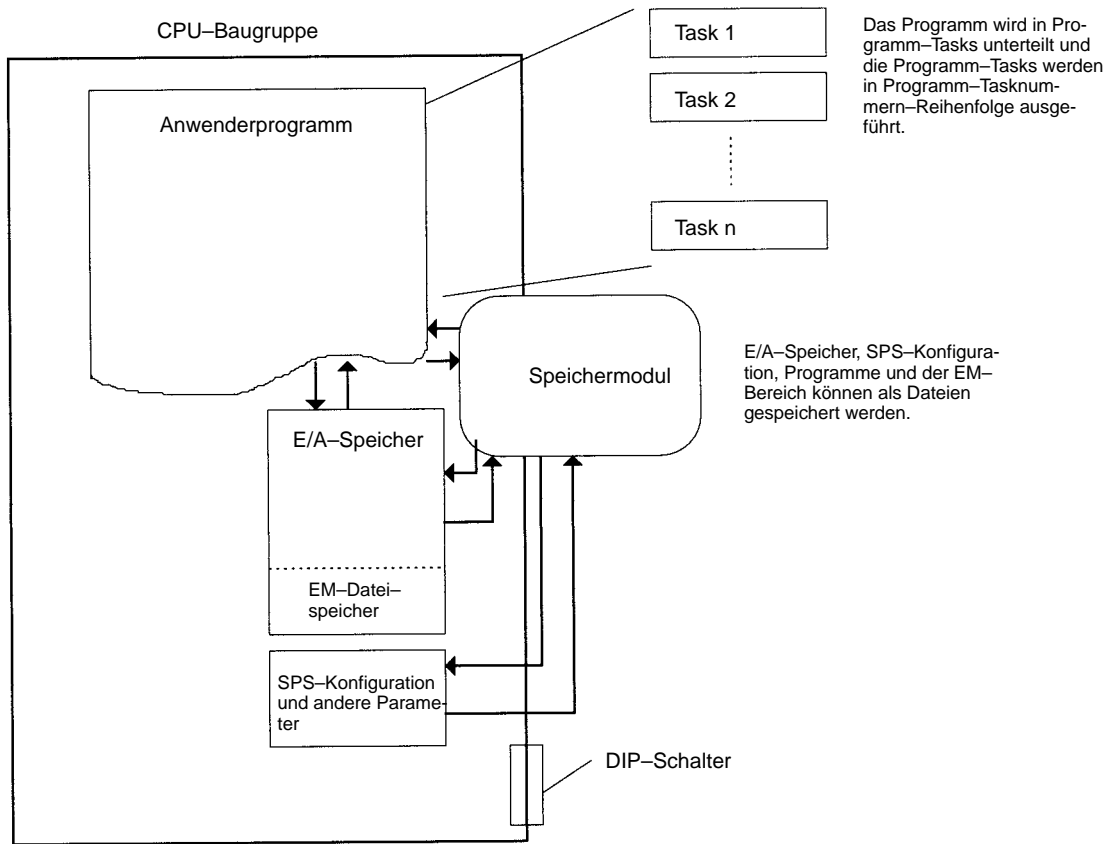 CPU–Baugruppe
Anwenderprogramm
Task 1
Task 2
Task n
Das Programm wird in Pro-
gramm–Tasks unterteilt und
die Programm–Tasks werden
in Programm–Tasknum-
mern–Reihenfolge ausge-
führt.
Speichermodul
E/A–Speicher, SPS–Konfigura-
tion, Programme und der EM–
Bereich können als Dateien
gespeichert werden.
E/A–Speicher
EM–Datei–
speicher
SPS–Konfiguration
und andere Parame-
ter
DIP–Schalter